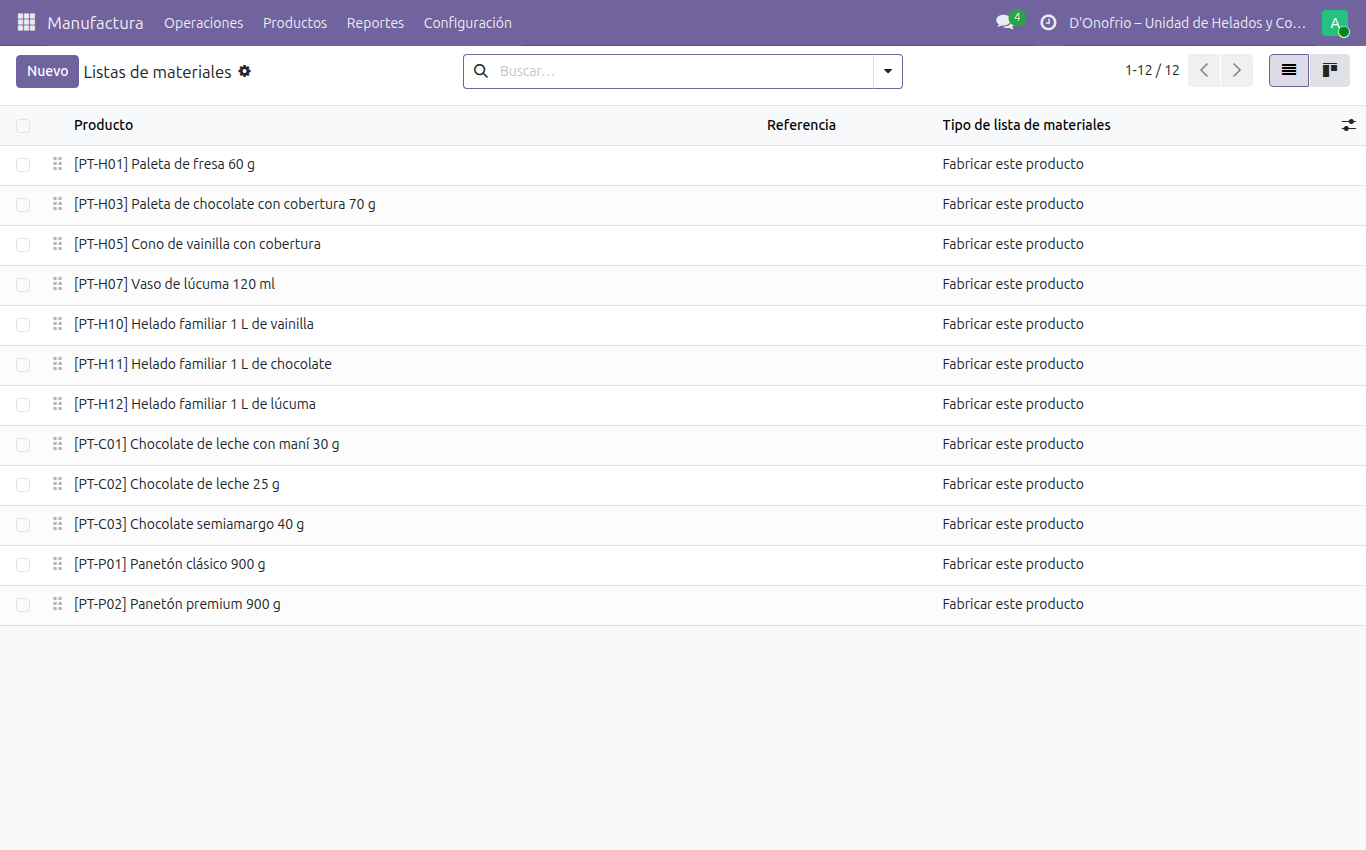 Manufactura Operaciones Productos Reportes Configuración 4 D'Onofrio – Unidad de Helados y Co... A
Nuevo Listas de materiales Buscar... 1-12 / 12
Producto Referencia Tipo de lista de materiales
[PT-H01] Paleta de fresa 60 g Fabricar este producto
[PT-H03] Paleta de chocolate con cobertura 70 g Fabricar este producto
[PT-H05] Cono de vainilla con cobertura Fabricar este producto
[PT-H07] Vaso de lúcuma 120 ml Fabricar este producto
[PT-H10] Helado familiar 1 L de vainilla Fabricar este producto
[PT-H11] Helado familiar 1 L de chocolate Fabricar este producto
[PT-H12] Helado familiar 1 L de lúcuma Fabricar este producto
[PT-C01] Chocolate de leche con maní 30 g Fabricar este producto
[PT-C02] Chocolate de leche 25 g Fabricar este producto
[PT-C03] Chocolate semiamargo 40 g Fabricar este producto
[PT-P01] Panetón clásico 900 g Fabricar este producto
[PT-P02] Panetón premium 900 g Fabricar este producto